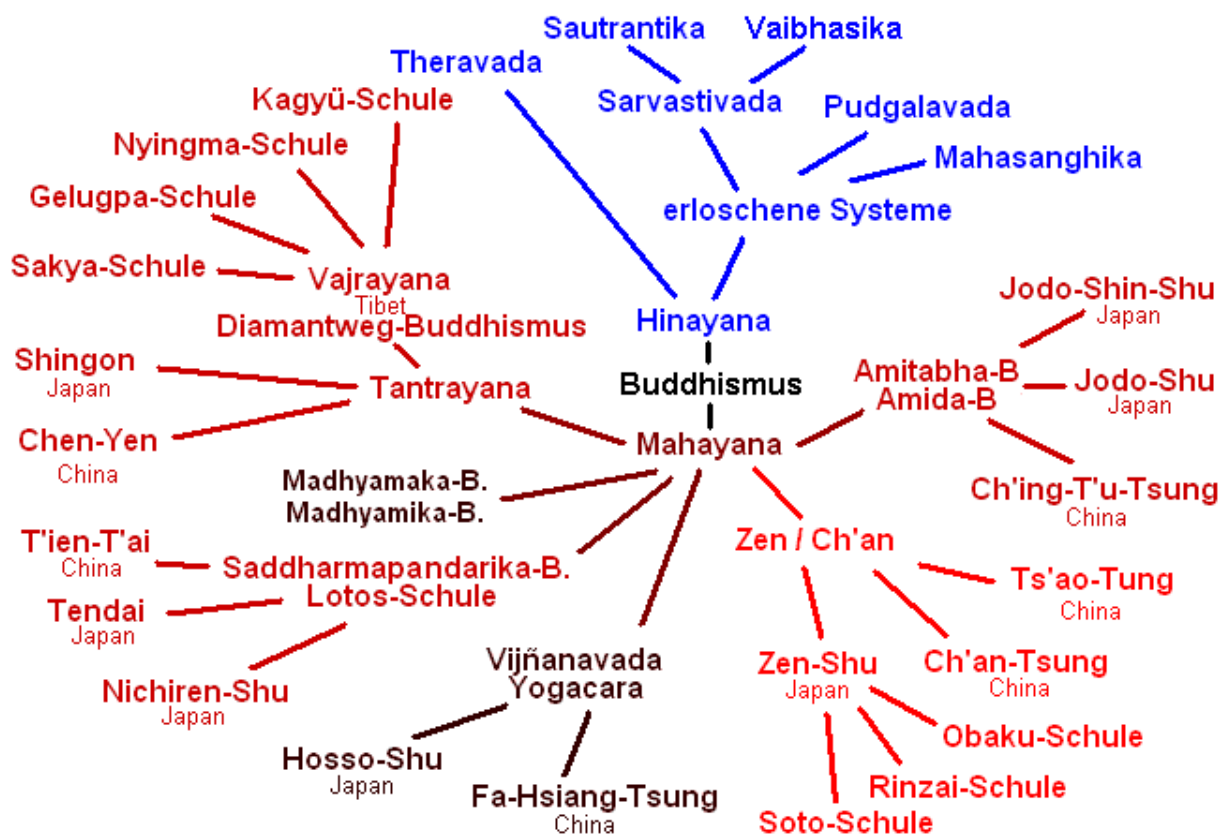 Sautrantika
Vaibhasika
Theravada
Kagyü-Schule
Sarvastivada
Pudgalavada
Nyingma-Schule
Mahasanghika
Gelugpa-Schule
erloschene Systeme
Sakya-Schule
Vajrayana
Tibet
Diamantweg-Buddhismus
Hinayana
Jodo-Shin-Shu
Japan
Shingon
Japan
Tantrayana
Buddhismus
Amitabha-B
Amida-B
Jodo-Shu
Japan
Chen-Yen
China
Mahayana
Madhyamaka-B.
Madhyamika-B.
Ch'ing-T'u-Tsung
China
T'ien-T'ai
China
Saddharmapandarika-B.
Lotos-Schule
Zen / Ch'an
Ts'ao-Tung
China
Tendai
Japan
Vijñanavada
Yogacara
Zen-Shu
Japan
Ch'an-Tsung
China
Nichiren-Shu
Japan
Obaku-Schule
Hosso-Shu
Japan
Rinzai-Schule
Fa-Hsiang-Tsung
China
Soto-Schule